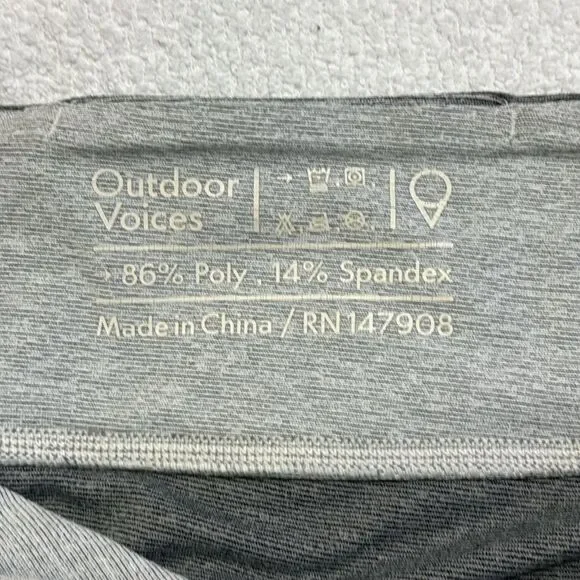 Outdoor
Voices
86% Poly, 14% Spandex
Made in China / RN147908